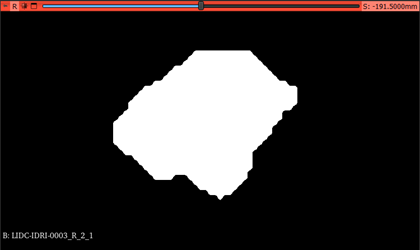 R
S: -191.5000mm
B: LIDC-IDRI-0003_R_2_1